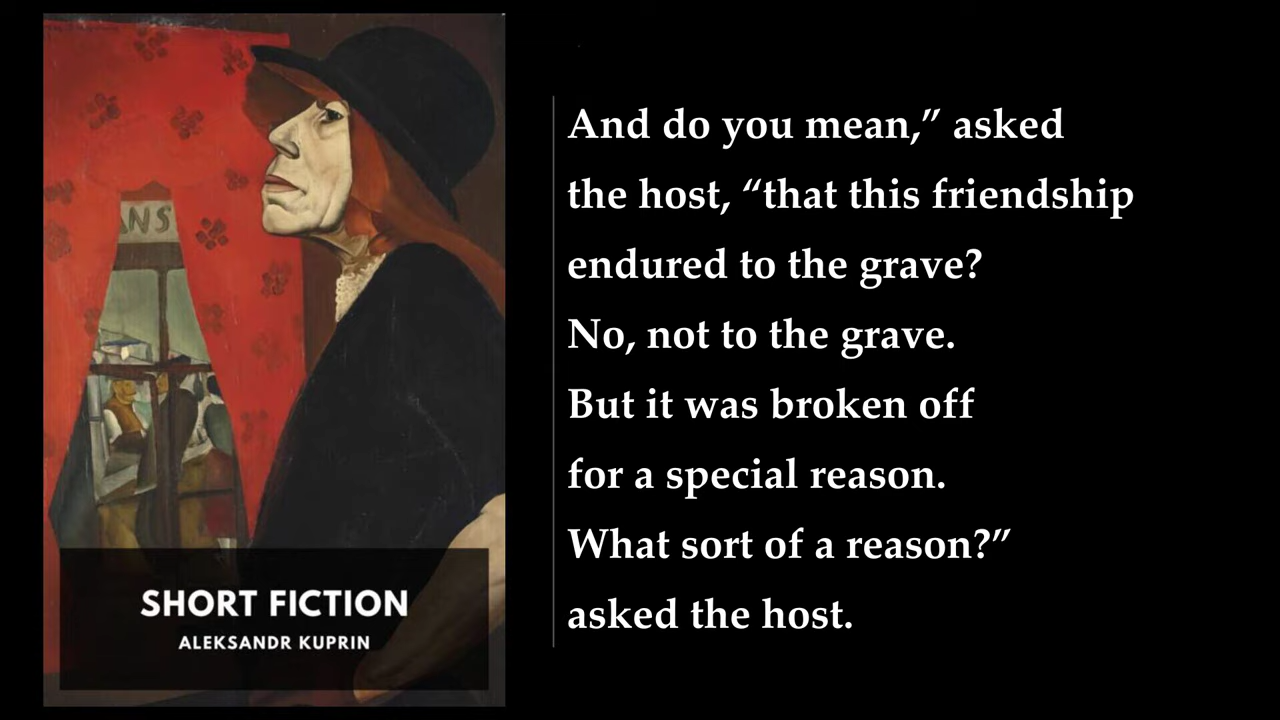 ANS
SHORT FICTION
ALEKSANDR KUPRIN
And do you mean,” asked
the host, “that this friendship
endured to the grave?
No, not to the grave.
But it was broken off
for a special reason.
What sort of a reason?”
asked the host.